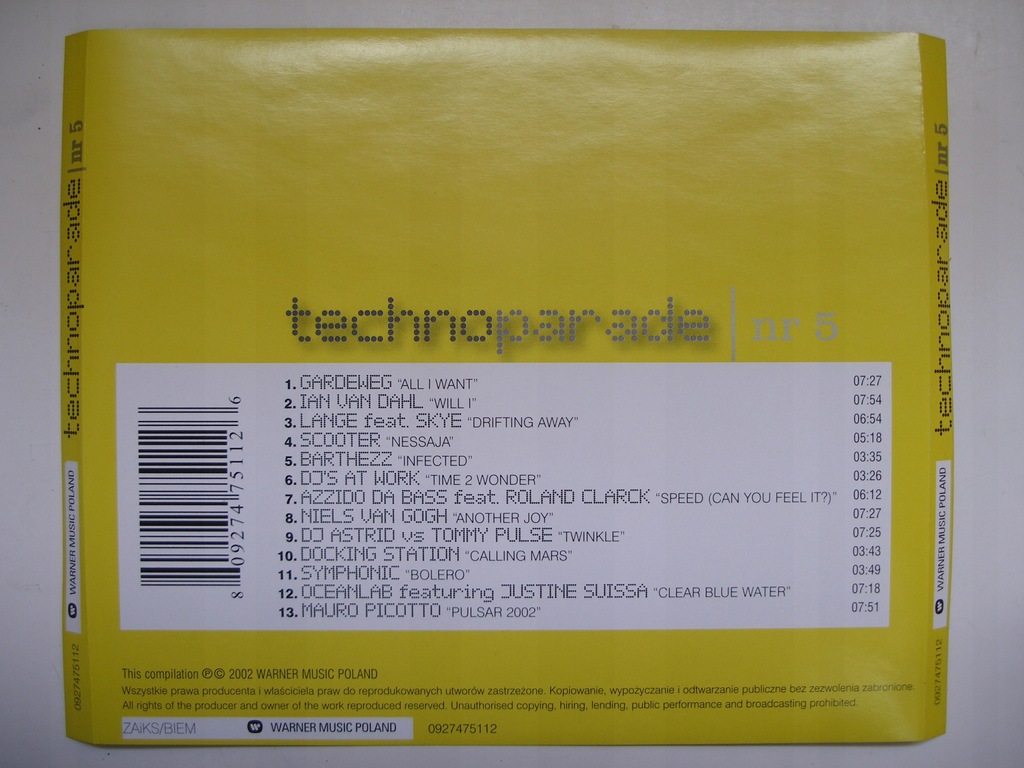 technoparade | nr 5
1. GARDEWEG "ALL I WANT" 07:27
2. IAN VAN DAHL "WILL I" 07:54
3. LANGE feat. SKYE "DRIFTING AWAY" 06:54
4. SCOOTER "NESSAJA" 05:18
5. BARTHEZZ "INFECTED" 03:35
6. DJ'S AT WORK "TIME 2 WONDER" 03:26
7. AZZIDO DA BASS feat. ROLAND CLARCK "SPEED (CAN YOU FEEL IT?)" 06:12
8. NIELS VAN GOGH "ANOTHER JOY" 07:27
9. DJ ASTRID vs TOMMY PULSE "TWINKLE" 07:25
10. DOCKING STATION "CALLING MARS" 03:43
11. SYMPHONIC "BOLERO" 03:49
12. OCEANLAB featuring JUSTINE SUISSA "CLEAR BLUE WATER" 07:18
13. MAURO PICOTTO "PULSAR 2002" 07:51
8 09274 75112 6
This compilation ℗© 2002 WARNER MUSIC POLAND
Wszystkie prawa producenta i właściciela praw do reprodukowanych utworów zastrzeżone. Kopiowanie, wypożyczanie i odtwarzanie publiczne bez zezwolenia zabronione.
All rights of the producer and owner of the work reproduced reserved. Unauthorised copying, hiring, lending, public performance and broadcasting prohibited.
ZAiKS/BIEM WARNER MUSIC POLAND 0927475112
technoparade | nr 5
WARNER MUSIC POLAND
0927475112
technoparade | nr 5
WARNER MUSIC POLAND
0927475112